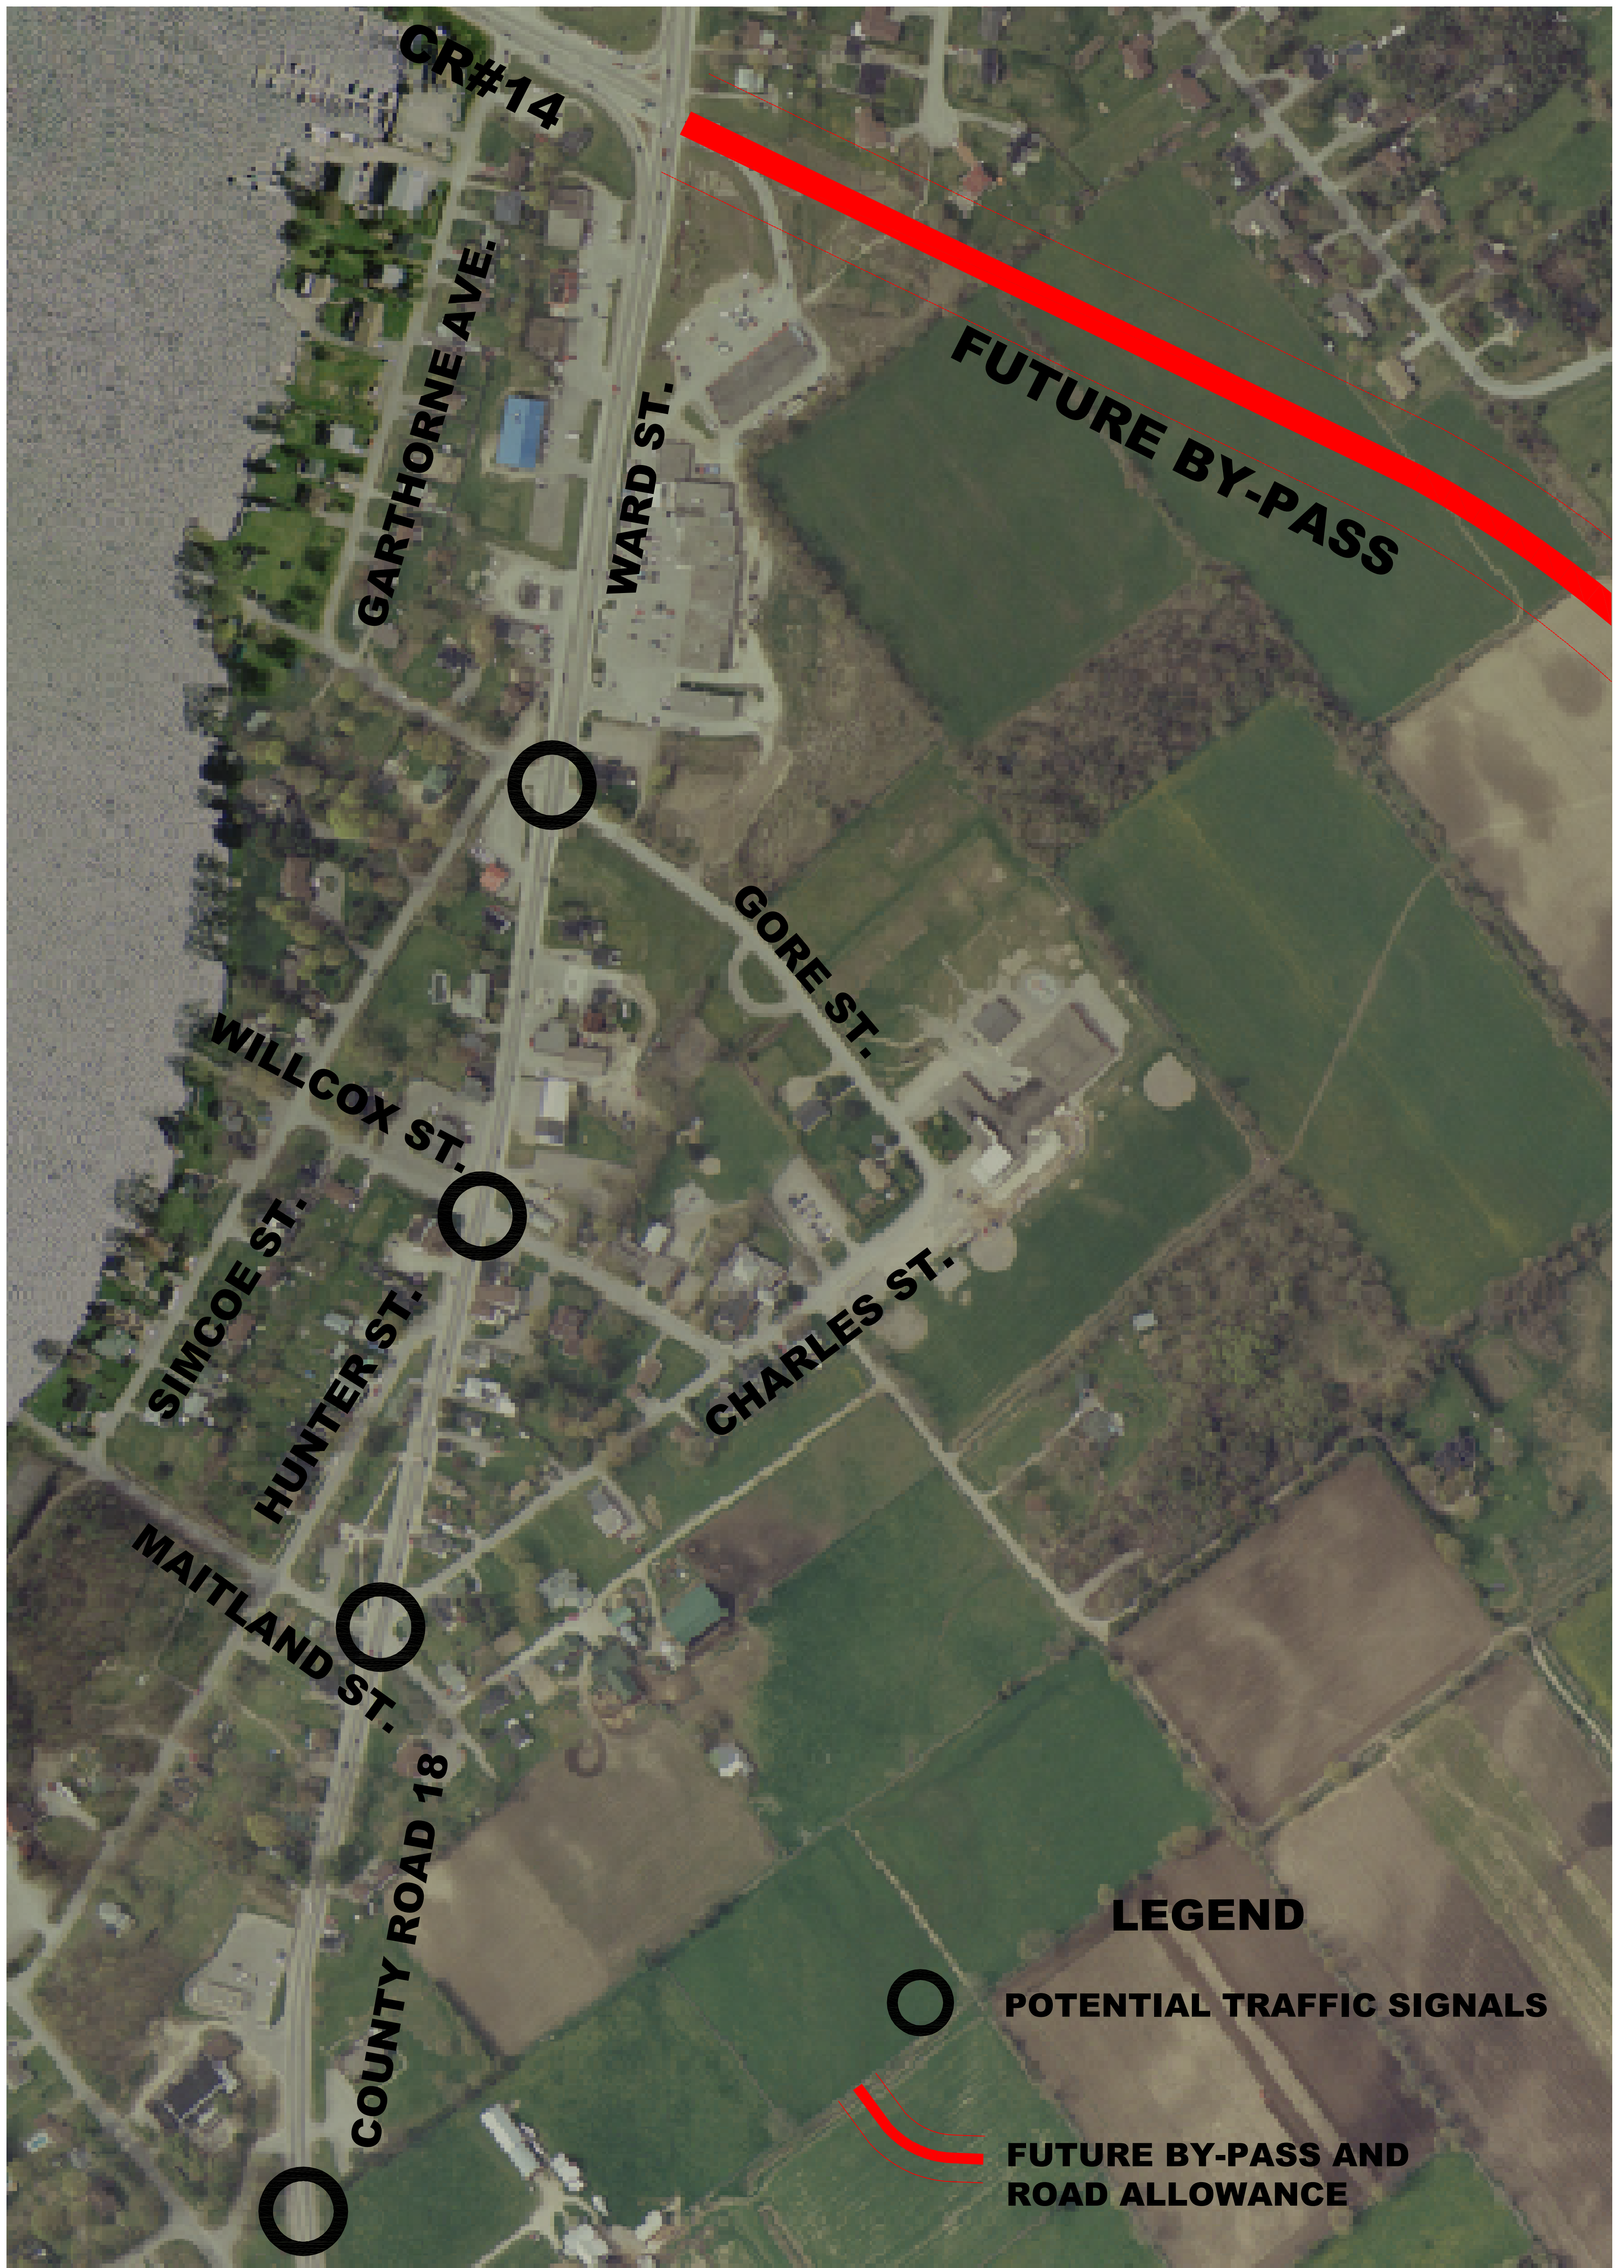 CR#14
GARTHORNE AVE.
WARD ST.
FUTURE BY-PASS
GORE ST.
WILLCOX ST.
SIMCOE ST.
HUNTER ST.
CHARLES ST.
MAITLAND ST.
COUNTY ROAD 18
LEGEND
POTENTIAL TRAFFIC SIGNALS
FUTURE BY-PASS AND
ROAD ALLOWANCE